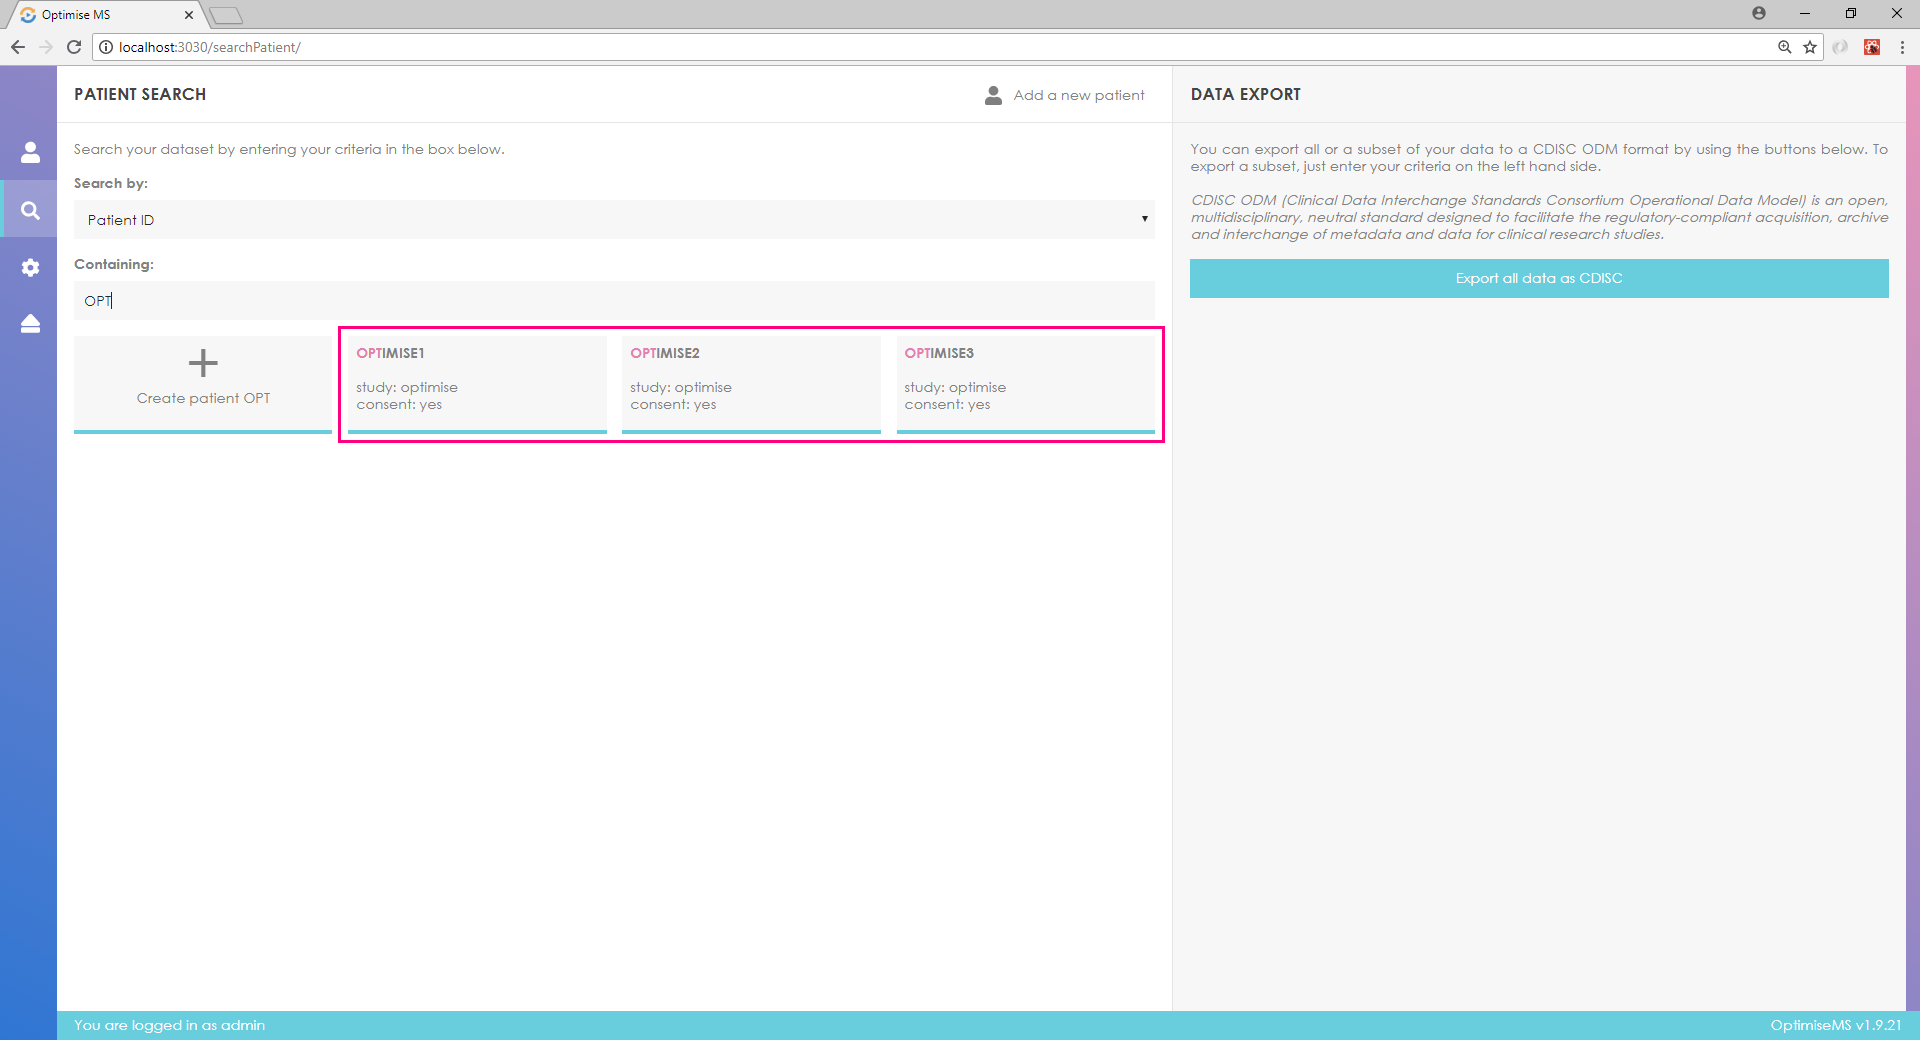 Optimise MS
localhost:3030/searchPatient/
PATIENT SEARCH
Add a new patient
Search your dataset by entering your criteria in the box below.
Search by:
Patient ID
Containing:
OPT
Create patient OPT
OPTIMISE1
study: optimise
consent: yes
OPTIMISE2
study: optimise
consent: yes
OPTIMISE3
study: optimise
consent: yes
DATA EXPORT
You can export all or a subset of your data to a CDISC ODM format by using the buttons below. To
export a subset, just enter your criteria on the left hand side.
CDISC ODM (Clinical Data Interchange Standards Consortium Operational Data Model) is an open,
multidisciplinary, neutral standard designed to facilitate the regulatory-compliant acquisition, archive
and interchange of metadata and data for clinical research studies.
Export all data as CDISC
You are logged in as admin
OptimiseMS v1.9.21